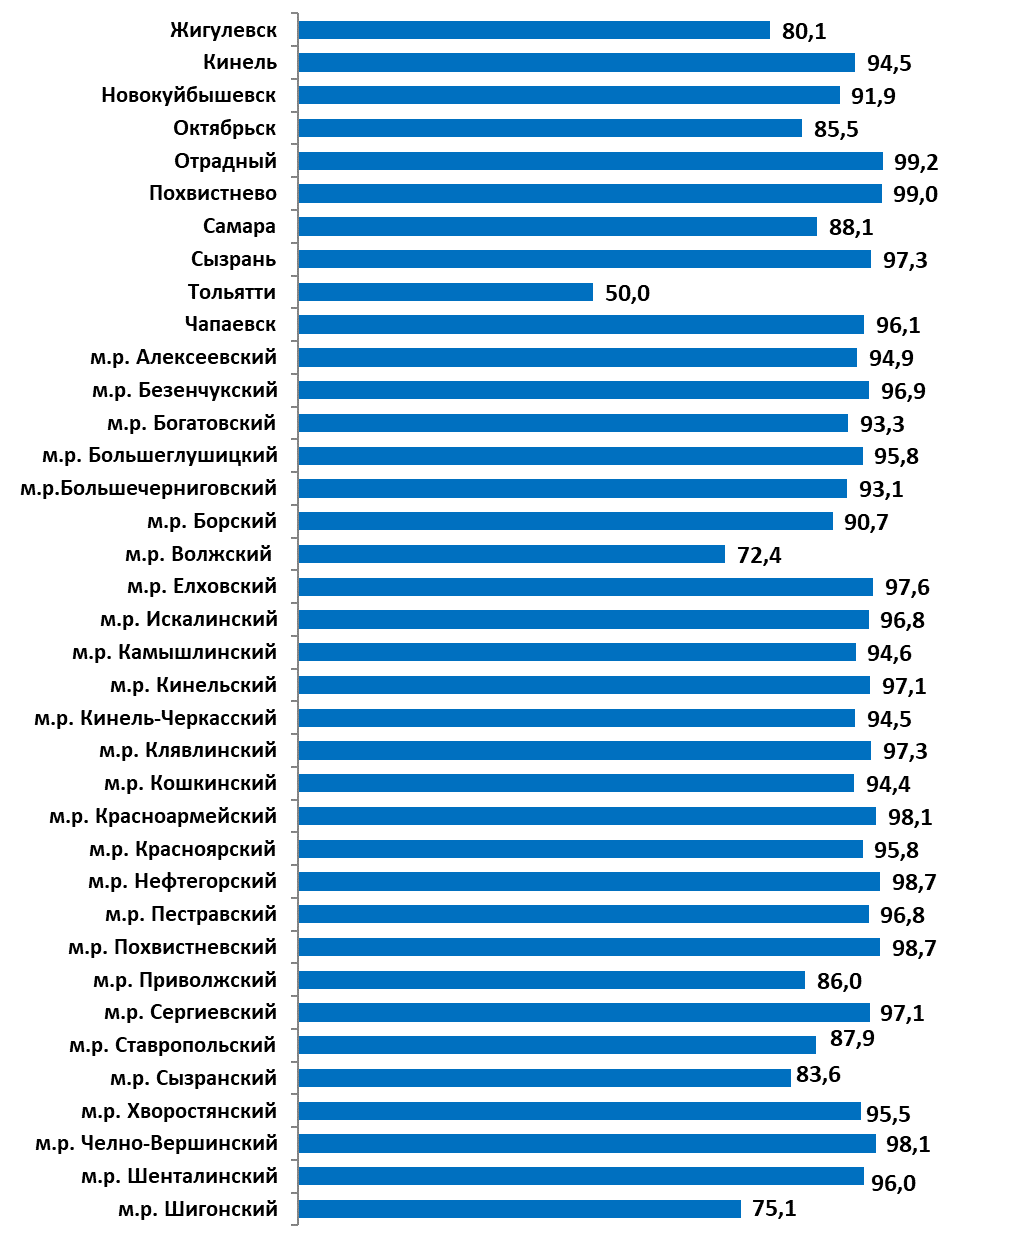 Жигулевск 80,1
Кинель 94,5
Новокуйбышевск 91,9
Октябрьск 85,5
Отрадный 99,2
Похвистнево 99,0
Самара 88,1
Сызрань 97,3
Тольятти 50,0
Чапаевск 96,1
м.р. Алексеевский 94,9
м.р. Безенчукский 96,9
м.р. Богатовский 93,3
м.р. Большеглушицкий 95,8
м.р.Большечерниговский 93,1
м.р. Борский 90,7
м.р. Волжский 72,4
м.р. Елховский 97,6
м.р. Искалинский 96,8
м.р. Камышлинский 94,6
м.р. Кинельский 97,1
м.р. Кинель-Черкасский 94,5
м.р. Клявлинский 97,3
м.р. Кошкинский 94,4
м.р. Красноармейский 98,1
м.р. Красноярский 95,8
м.р. Нефтегорский 98,7
м.р. Пестравский 96,8
м.р. Похвистневский 98,7
м.р. Приволжский 86,0
м.р. Сергиевский 97,1
м.р. Ставропольский 87,9
м.р. Сызранский 83,6
м.р. Хворостянский 95,5
м.р. Челно-Вершинский 98,1
м.р. Шенталинский 96,0
м.р. Шигонский 75,1